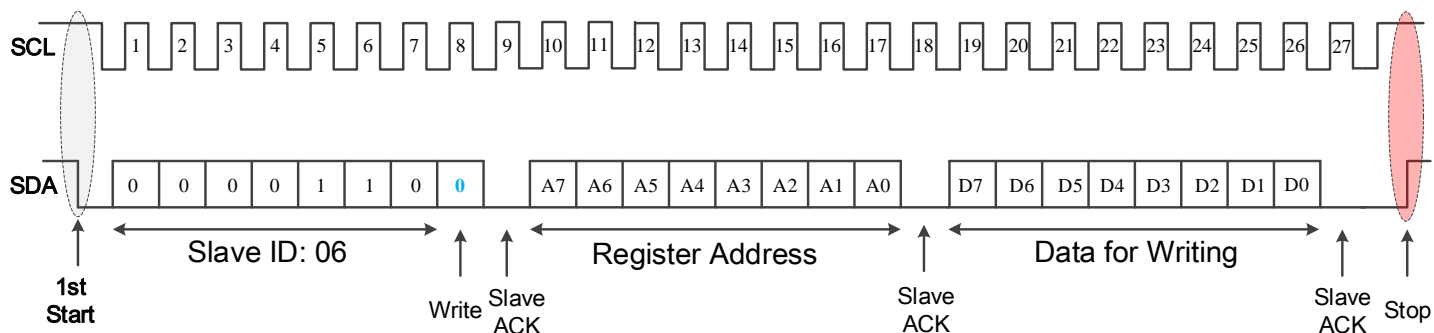 SCL 1 2 3 4 5 6 7 8 9 10 11 12 13 14 15 16 17 18 19 20 21 22 23 24 25 26 27
SDA 0 0 0 0 1 1 0 0 A7 A6 A5 A4 A3 A2 A1 A0 D7 D6 D5 D4 D3 D2 D1 D0
Slave ID: 06 Register Address Data for Writing
1st
Start
Write
Slave
ACK
Slave
ACK
Slave
ACK
Stop